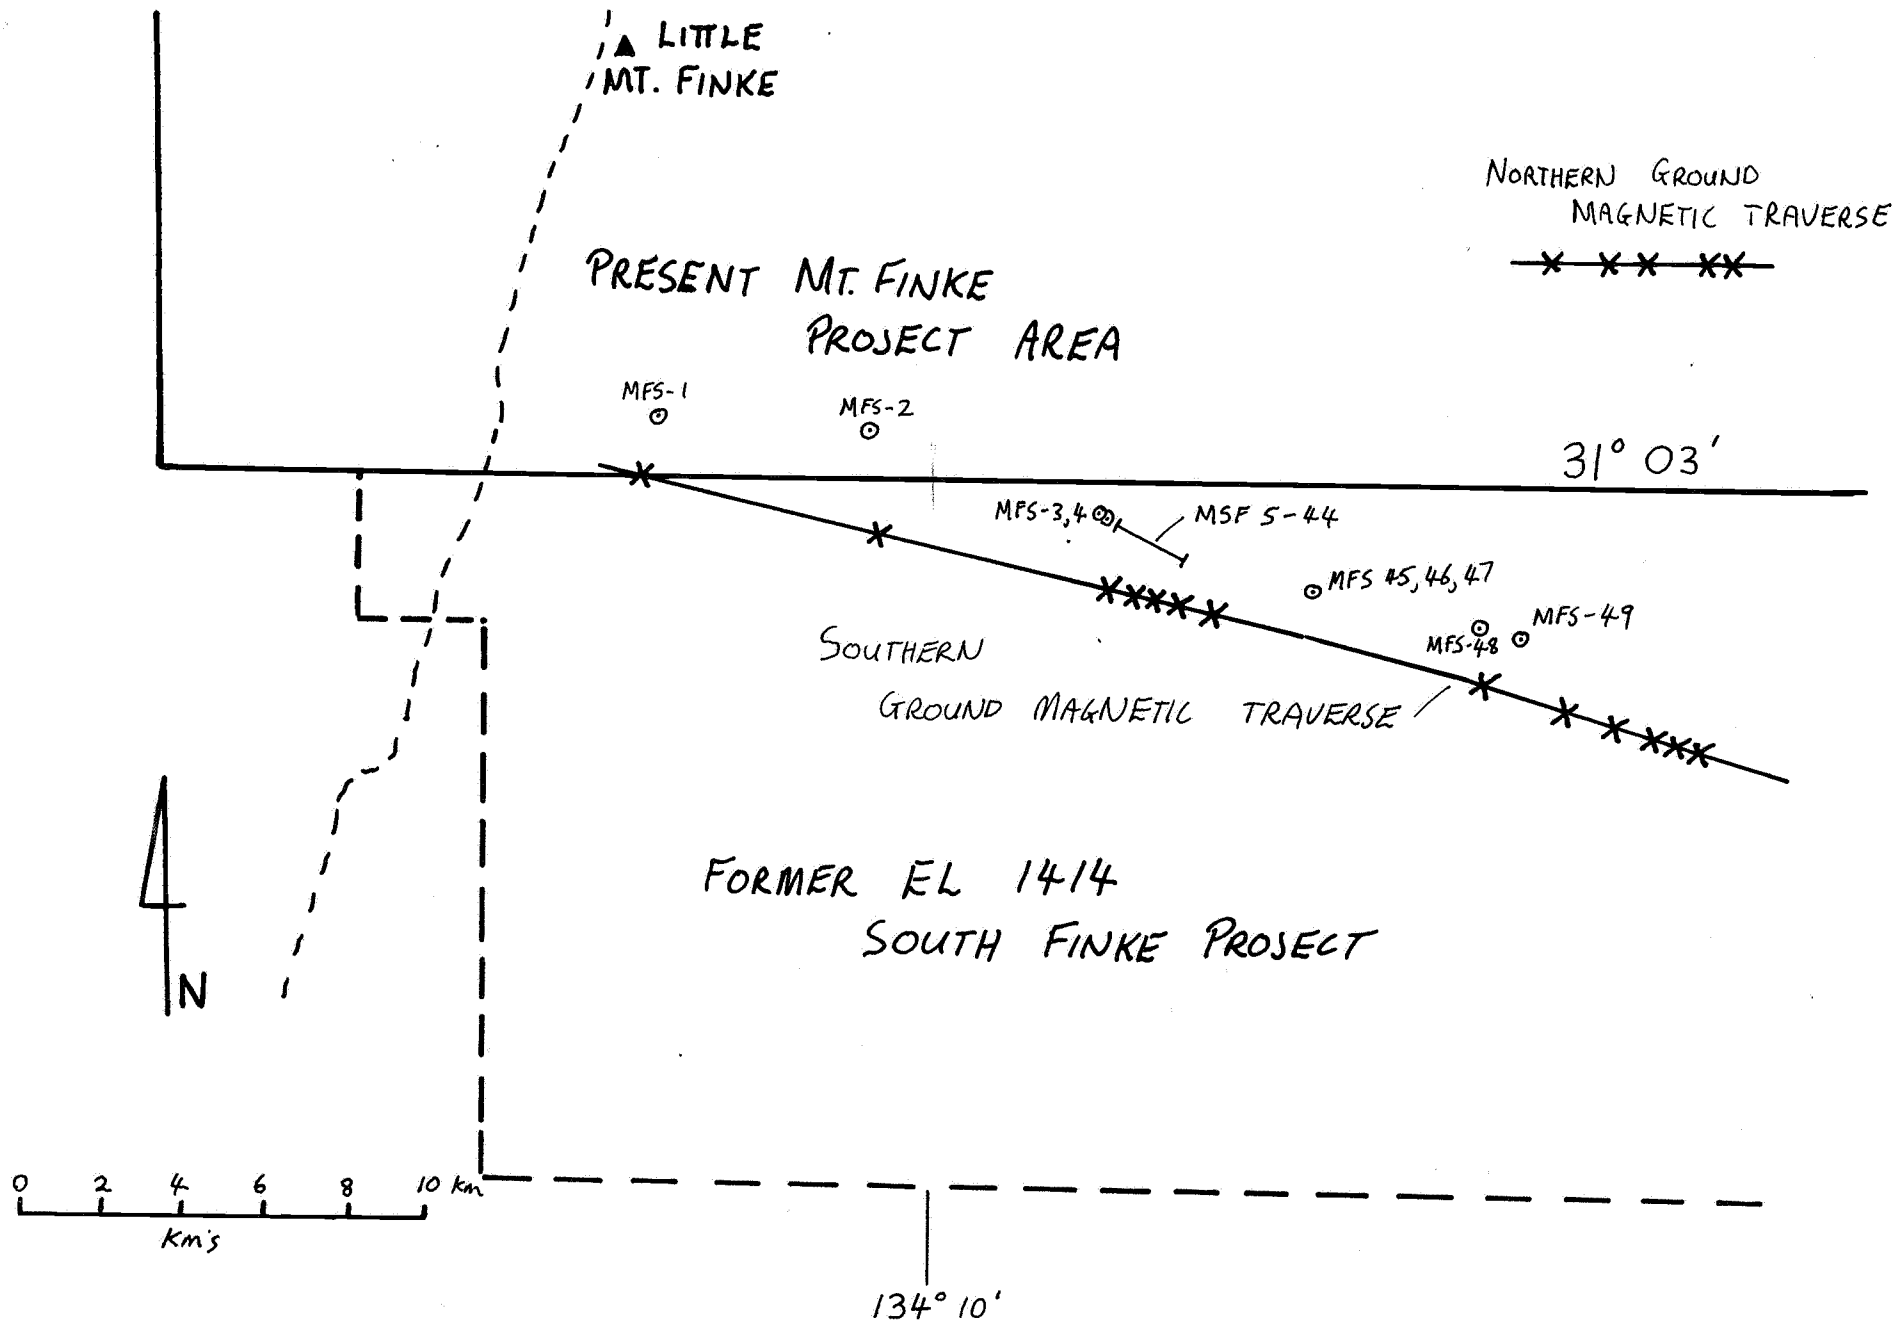 LITTLE
MT. FINKE
NORTHERN GROUND
MAGNETIC TRAVERSE
PRESENT MT. FINKE
PROJECT AREA
MFS-1
MFS-2
31° 03'
MFS-3,4
MSF 5-44
MFS 45,46,47
MFS-48
MFS-49
SOUTHERN
GROUND MAGNETIC TRAVERSE
FORMER EL 1414
SOUTH FINKE PROJECT
N
0 2 4 6 8 10 km
Km's
134° 10'